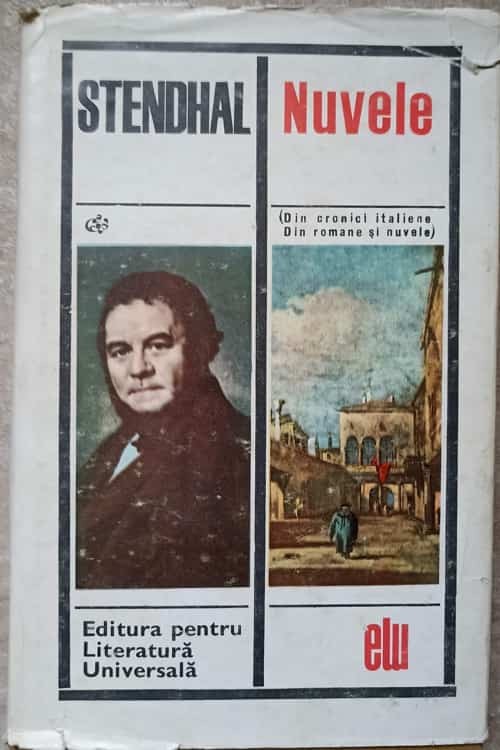 STENDHAL
Nuvele
(Din cronici italiene
Din romane și nuvele)
Editura pentru
Literatură
Universală
elu